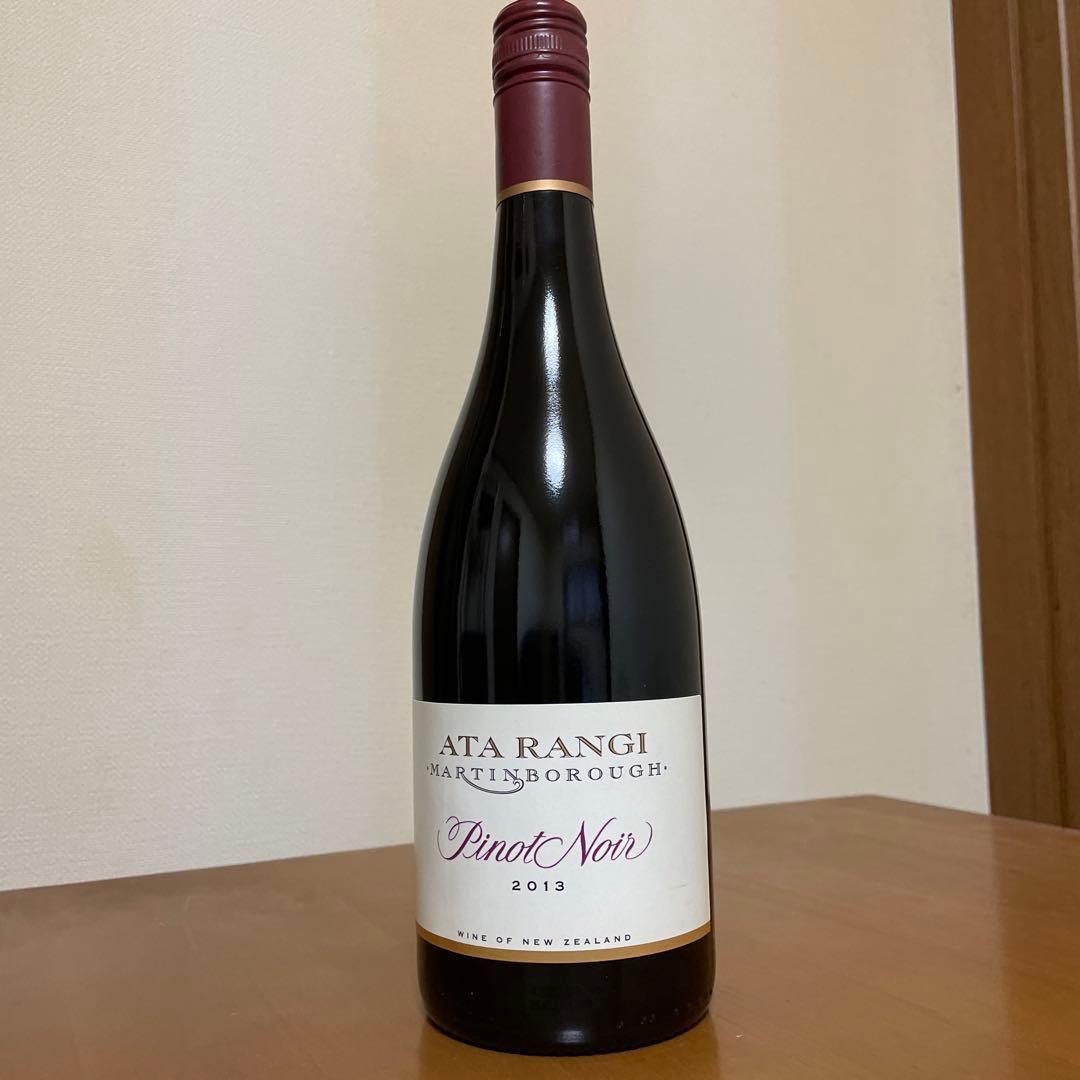 ATA RANGI
·MARTINBOROUGH·
Pinot Noir
2013
WINE OF NEW ZEALAND